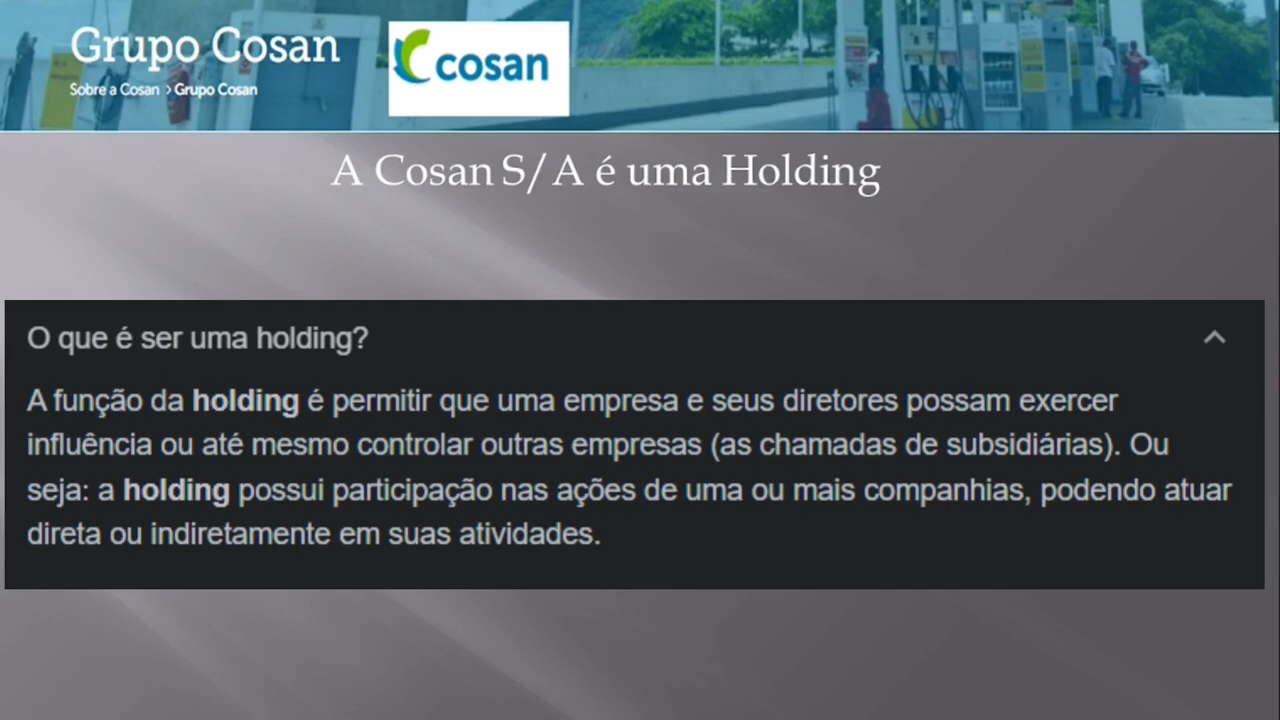 Grupo Cosan
Sobre a Cosan > Grupo Cosan
cosan
A Cosan S/A é uma Holding
O que é ser uma holding?
A função da holding é permitir que uma empresa e seus diretores possam exercer
influência ou até mesmo controlar outras empresas (as chamadas de subsidiárias). Ou
seja: a holding possui participação nas ações de uma ou mais companhias, podendo atuar
direta ou indiretamente em suas atividades.